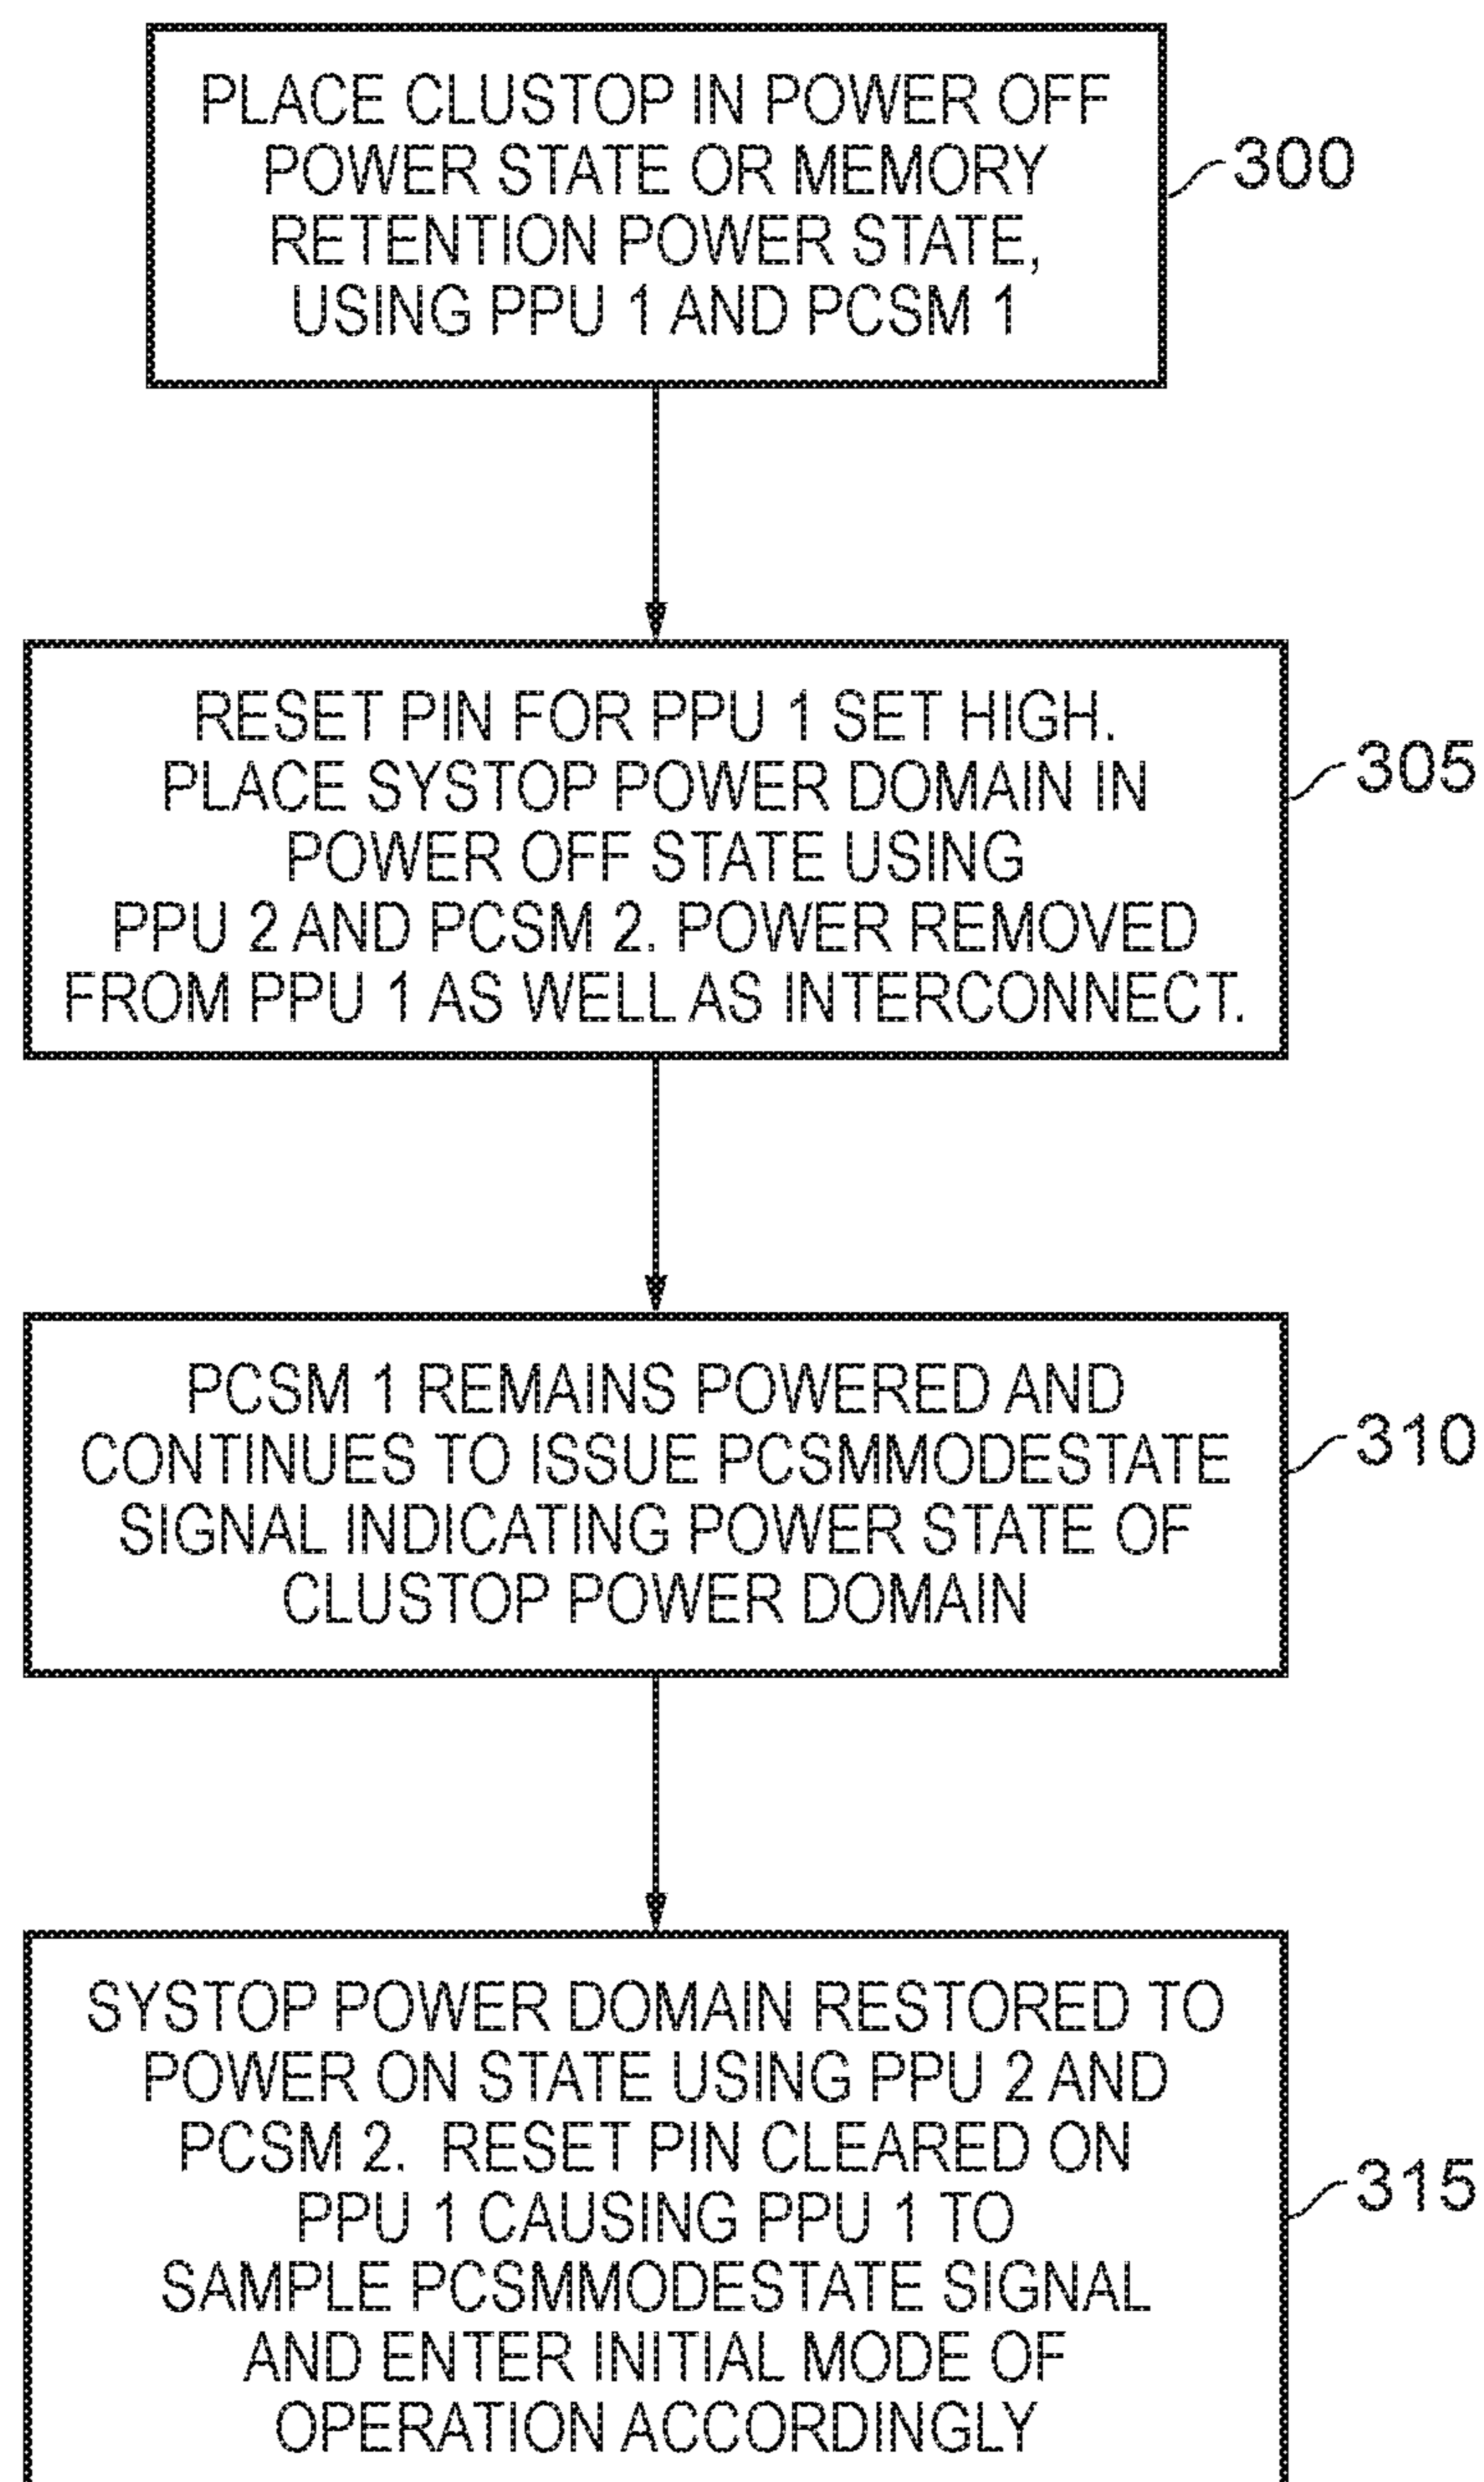 PLACE CLUSTOP IN POWER OFF
POWER STATE OR MEMORY
RETENTION POWER STATE,
USING PPU 1 AND PCSM 1
300
RESET PIN FOR PPU 1 SET HIGH.
PLACE SYSTOP POWER DOMAIN IN
POWER OFF STATE USING
PPU 2 AND PCSM 2. POWER REMOVED
FROM PPU 1 AS WELL AS INTERCONNECT.
305
PCSM 1 REMAINS POWERED AND
CONTINUES TO ISSUE PCSMMODESTATE
SIGNAL INDICATING POWER STATE OF
CLUSTOP POWER DOMAIN
310
SYSTOP POWER DOMAIN RESTORED TO
POWER ON STATE USING PPU 2 AND
PCSM 2. RESET PIN CLEARED ON
PPU 1 CAUSING PPU 1 TO
SAMPLE PCSMMODESTATE SIGNAL
AND ENTER INITIAL MODE OF
OPERATION ACCORDINGLY
315